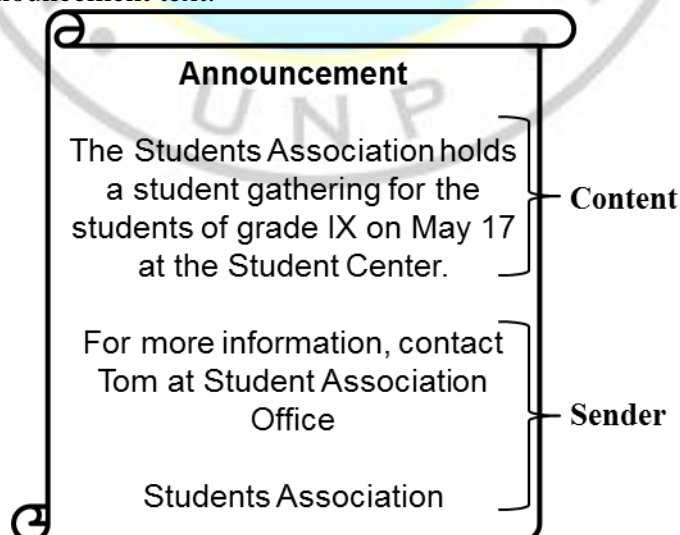 Announcement
UNP
The Students Association holds
a student gathering for the
students of grade IX on May 17
at the Student Center.
Content
For more information, contact
Tom at Student Association
Office
Sender
Students Association